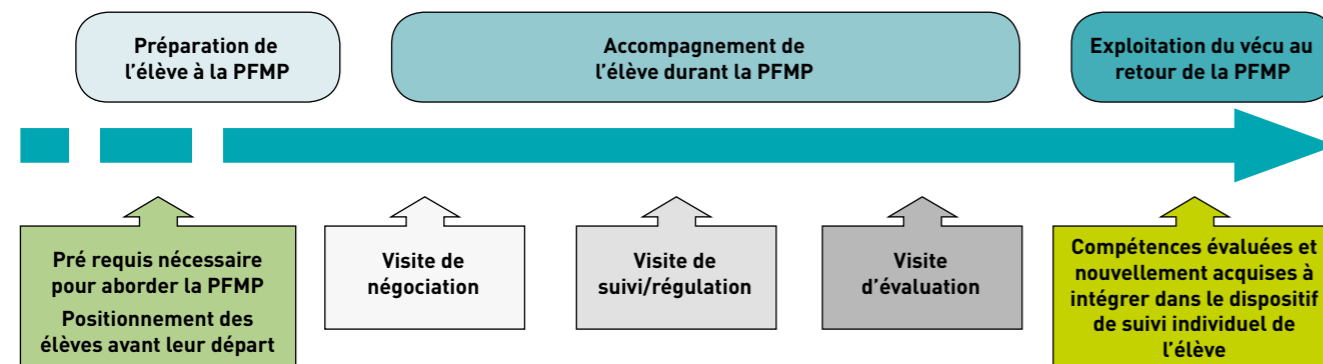 Préparation de
l'élève à la PFMP
Accompagnement de
l'élève durant la PFMP
Exploitation du vécu au
retour de la PFMP
Pré requis nécessaire
pour aborder la PFMP
Positionnement des
élèves avant leur départ
Visite de
négociation
Visite de
suivi/régulation
Visite
d'évaluation
Compétences évaluées et
nouvellement acquises à
intégrer dans le dispositif
de suivi individuel de
l'élève